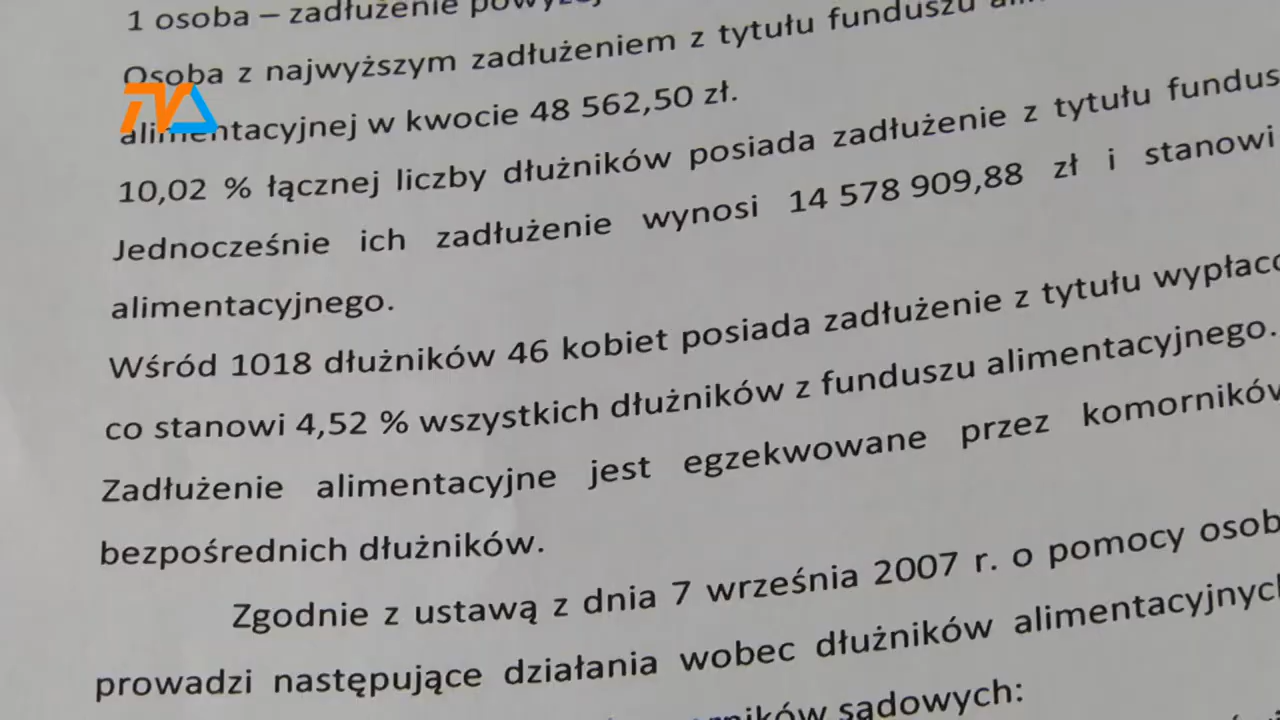 1 osoba – zadłużenie
Osoba z najwyższym zadłużeniem z tytułu funduszu
alimentacyjnej w kwocie 48 562,50 zł.
10,02 % łącznej liczby dłużników posiada zadłużenie z tytułu
Jednocześnie ich zadłużenie wynosi 14 578 909,88 zł i stanowi
alimentacyjnego.
Wśród 1018 dłużników 46 kobiet posiada zadłużenie z tytułu
co stanowi 4,52 % wszystkich dłużników z funduszu alimentacyjnego.
Zadłużenie alimentacyjne jest egzekwowane przez
bezpośrednich dłużników.
Zgodnie z ustawą z dnia 7 września 2007 r. o pomocy
prowadzi następujące działania wobec dłużników
sądowych: